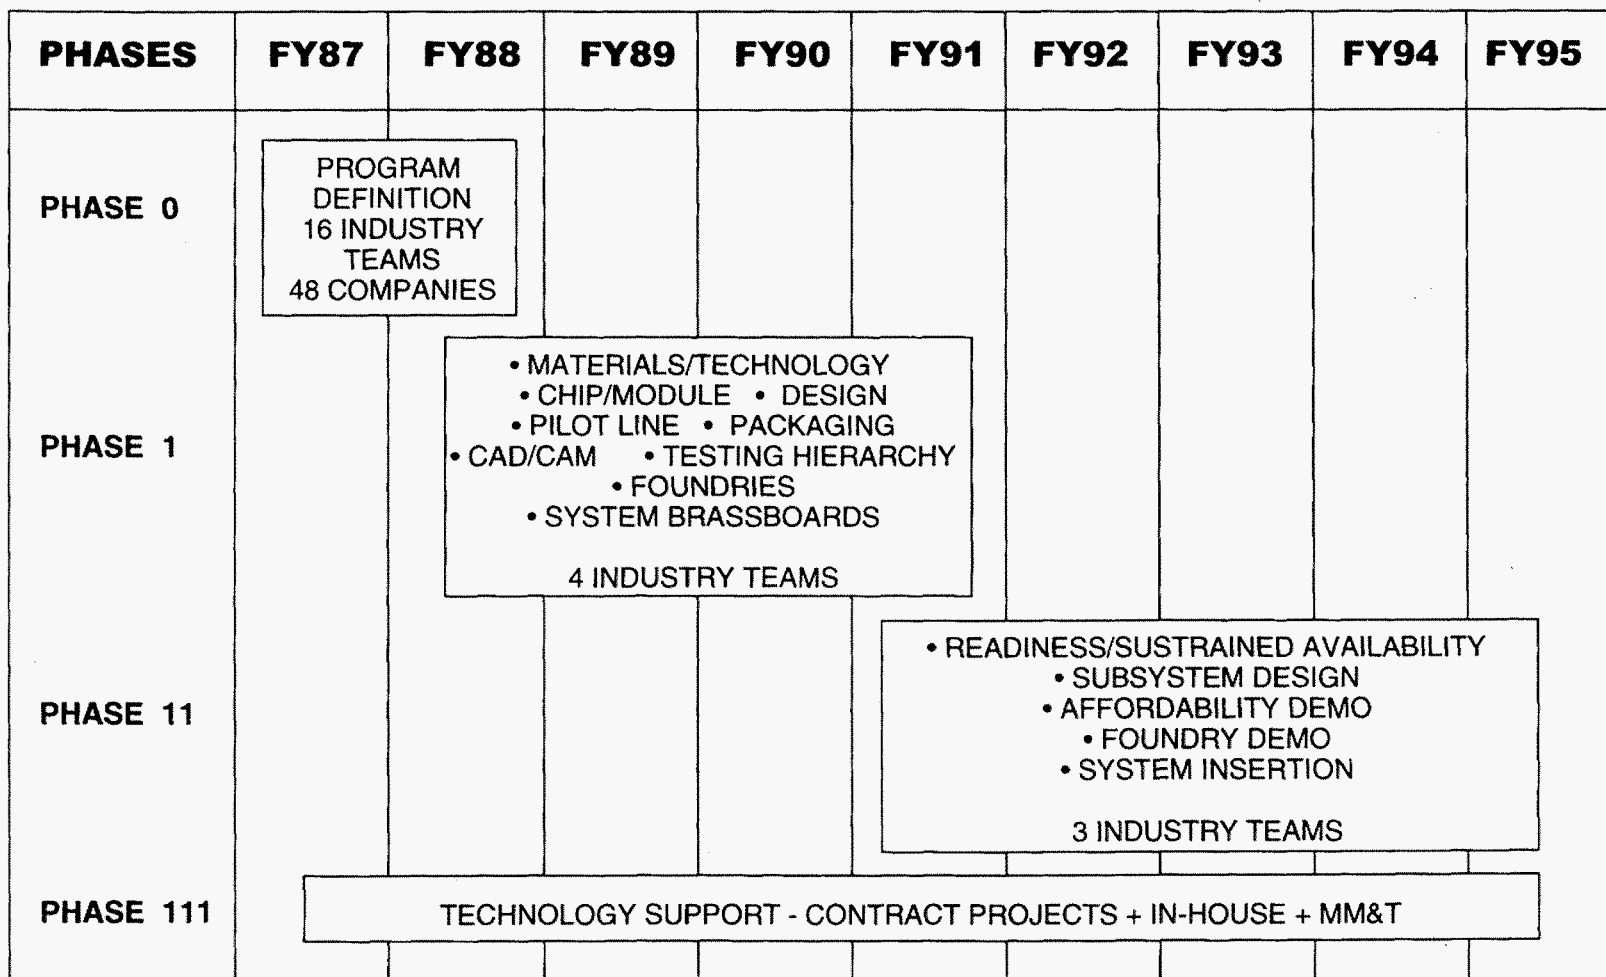 PHASES FY87 FY88 FY89 FY90 FY91 FY92 FY93 FY94 FY95
PHASE 0
PROGRAM
DEFINITION
16 INDUSTRY
TEAMS
48 COMPANIES
PHASE 1
• MATERIALS/TECHNOLOGY
• CHIP/MODULE • DESIGN
• PILOT LINE • PACKAGING
• CAD/CAM • TESTING HIERARCHY
• FOUNDRIES
• SYSTEM BRASSBOARDS
4 INDUSTRY TEAMS
PHASE 11
• READINESS/SUSTRAINED AVAILABILITY
• SUBSYSTEM DESIGN
• AFFORDABILITY DEMO
• FOUNDRY DEMO
• SYSTEM INSERTION
3 INDUSTRY TEAMS
PHASE 111
TECHNOLOGY SUPPORT - CONTRACT PROJECTS + IN-HOUSE + MM&T